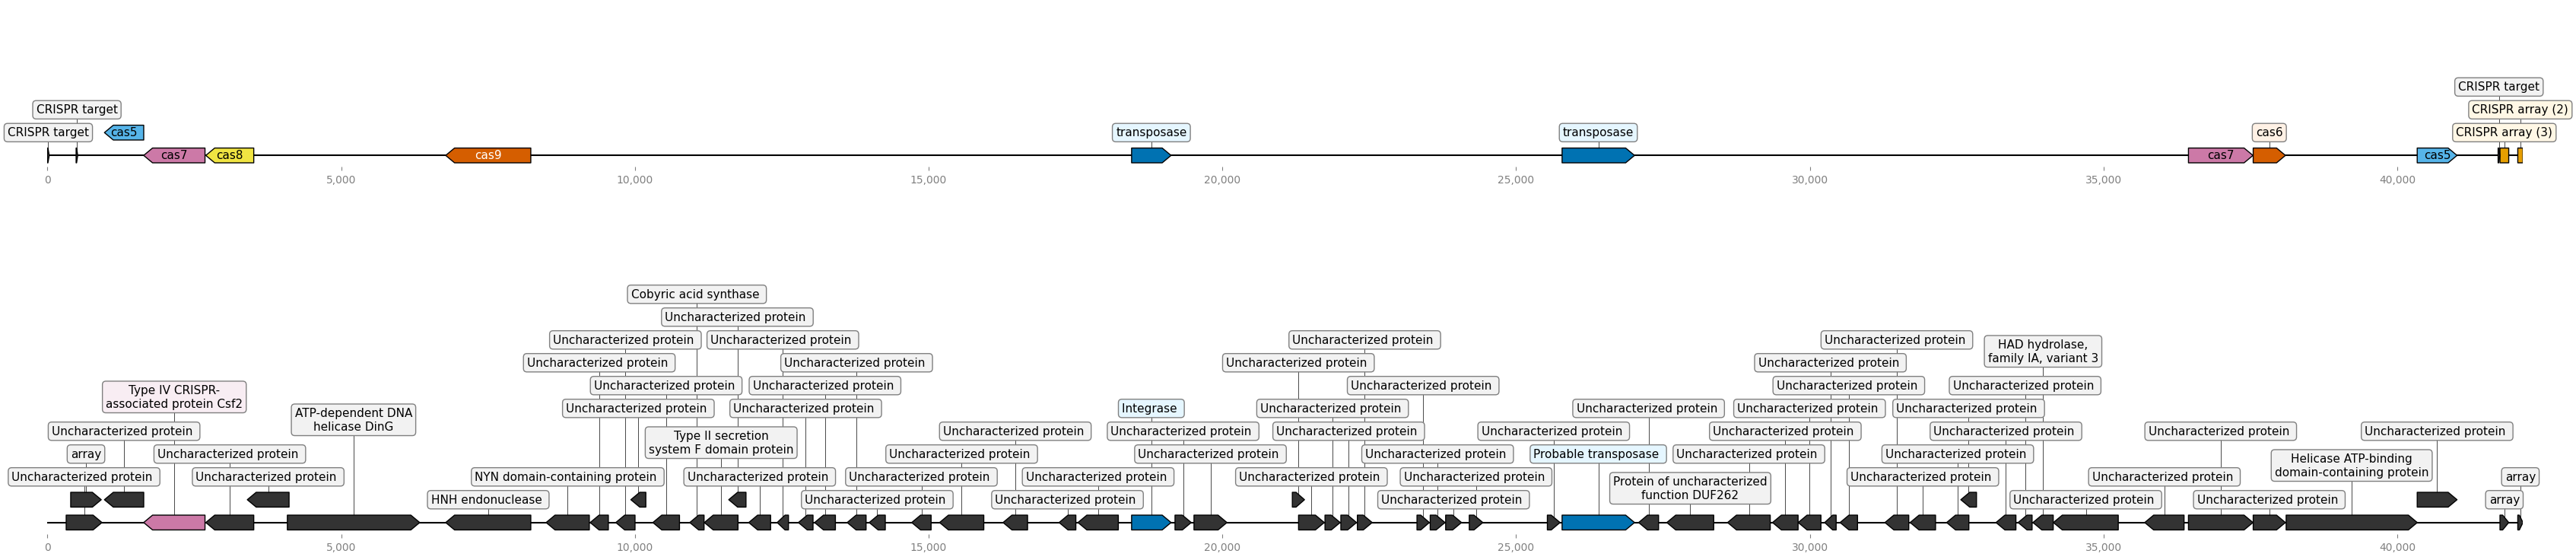 CRISPR target
CRISPR target
CRISPR array (2)
CRISPR target
cas5
transposase
transposase
cas6
CRISPR array (3)
cas7
cas8
cas9
cas7
cas5
0
5,000
10,000
15,000
20,000
25,000
30,000
35,000
40,000
Cobyric acid synthase
Uncharacterized protein
Uncharacterized protein
Uncharacterized protein
Uncharacterized protein
Uncharacterized protein
HAD hydrolase,
family IA, variant 3
Uncharacterized protein
Uncharacterized protein
Uncharacterized protein
Uncharacterized protein
Type IV CRISPR-
associated protein Csf2
Uncharacterized protein
Uncharacterized protein
Uncharacterized protein
Uncharacterized protein
Uncharacterized protein
ATP-dependent DNA
helicase DinG
Uncharacterized protein
Uncharacterized protein
Integrase
Uncharacterized protein
Uncharacterized protein
Uncharacterized protein
Uncharacterized protein
Uncharacterized protein
Type II secretion
system F domain protein
Uncharacterized protein
Uncharacterized protein
Uncharacterized protein
Uncharacterized protein
Uncharacterized protein
Uncharacterized protein
Uncharacterized protein
Uncharacterized protein
array
Uncharacterized protein
Uncharacterized protein
Uncharacterized protein
Uncharacterized protein
Probable transposase
Uncharacterized protein
Uncharacterized protein
Helicase ATP-binding
domain-containing protein
Uncharacterized protein
Uncharacterized protein
NYN domain-containing protein
Uncharacterized protein
Uncharacterized protein
Uncharacterized protein
Uncharacterized protein
Uncharacterized protein
Protein of uncharacterized
function DUF262
Uncharacterized protein
Uncharacterized protein
array
HNH endonuclease
Uncharacterized protein
Uncharacterized protein
Uncharacterized protein
Uncharacterized protein
Uncharacterized protein
array
0
5,000
10,000
15,000
20,000
25,000
30,000
35,000
40,000